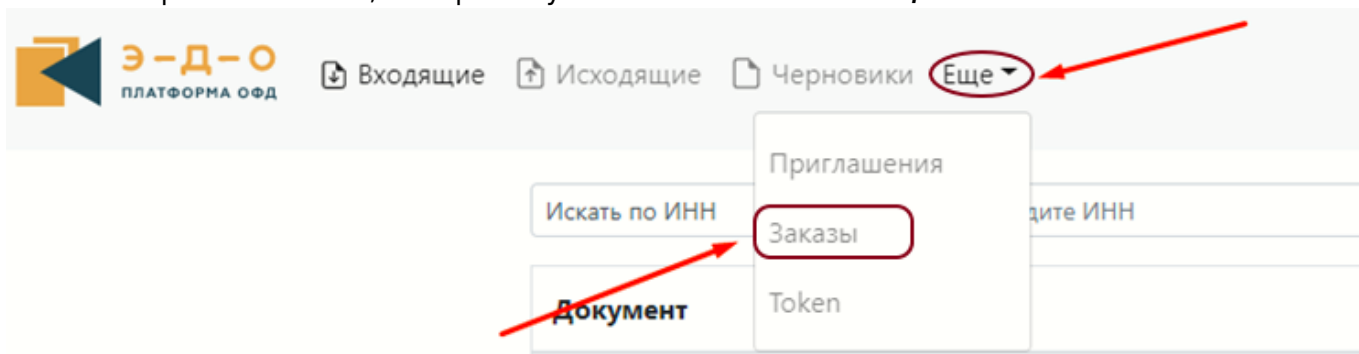 Э-Д-О
ПЛАТФОРМА ОФД
Входящие Исходящие Черновики Еще
Приглашения
Искать по ИНН
дите ИНН
Заказы
Документ
Token